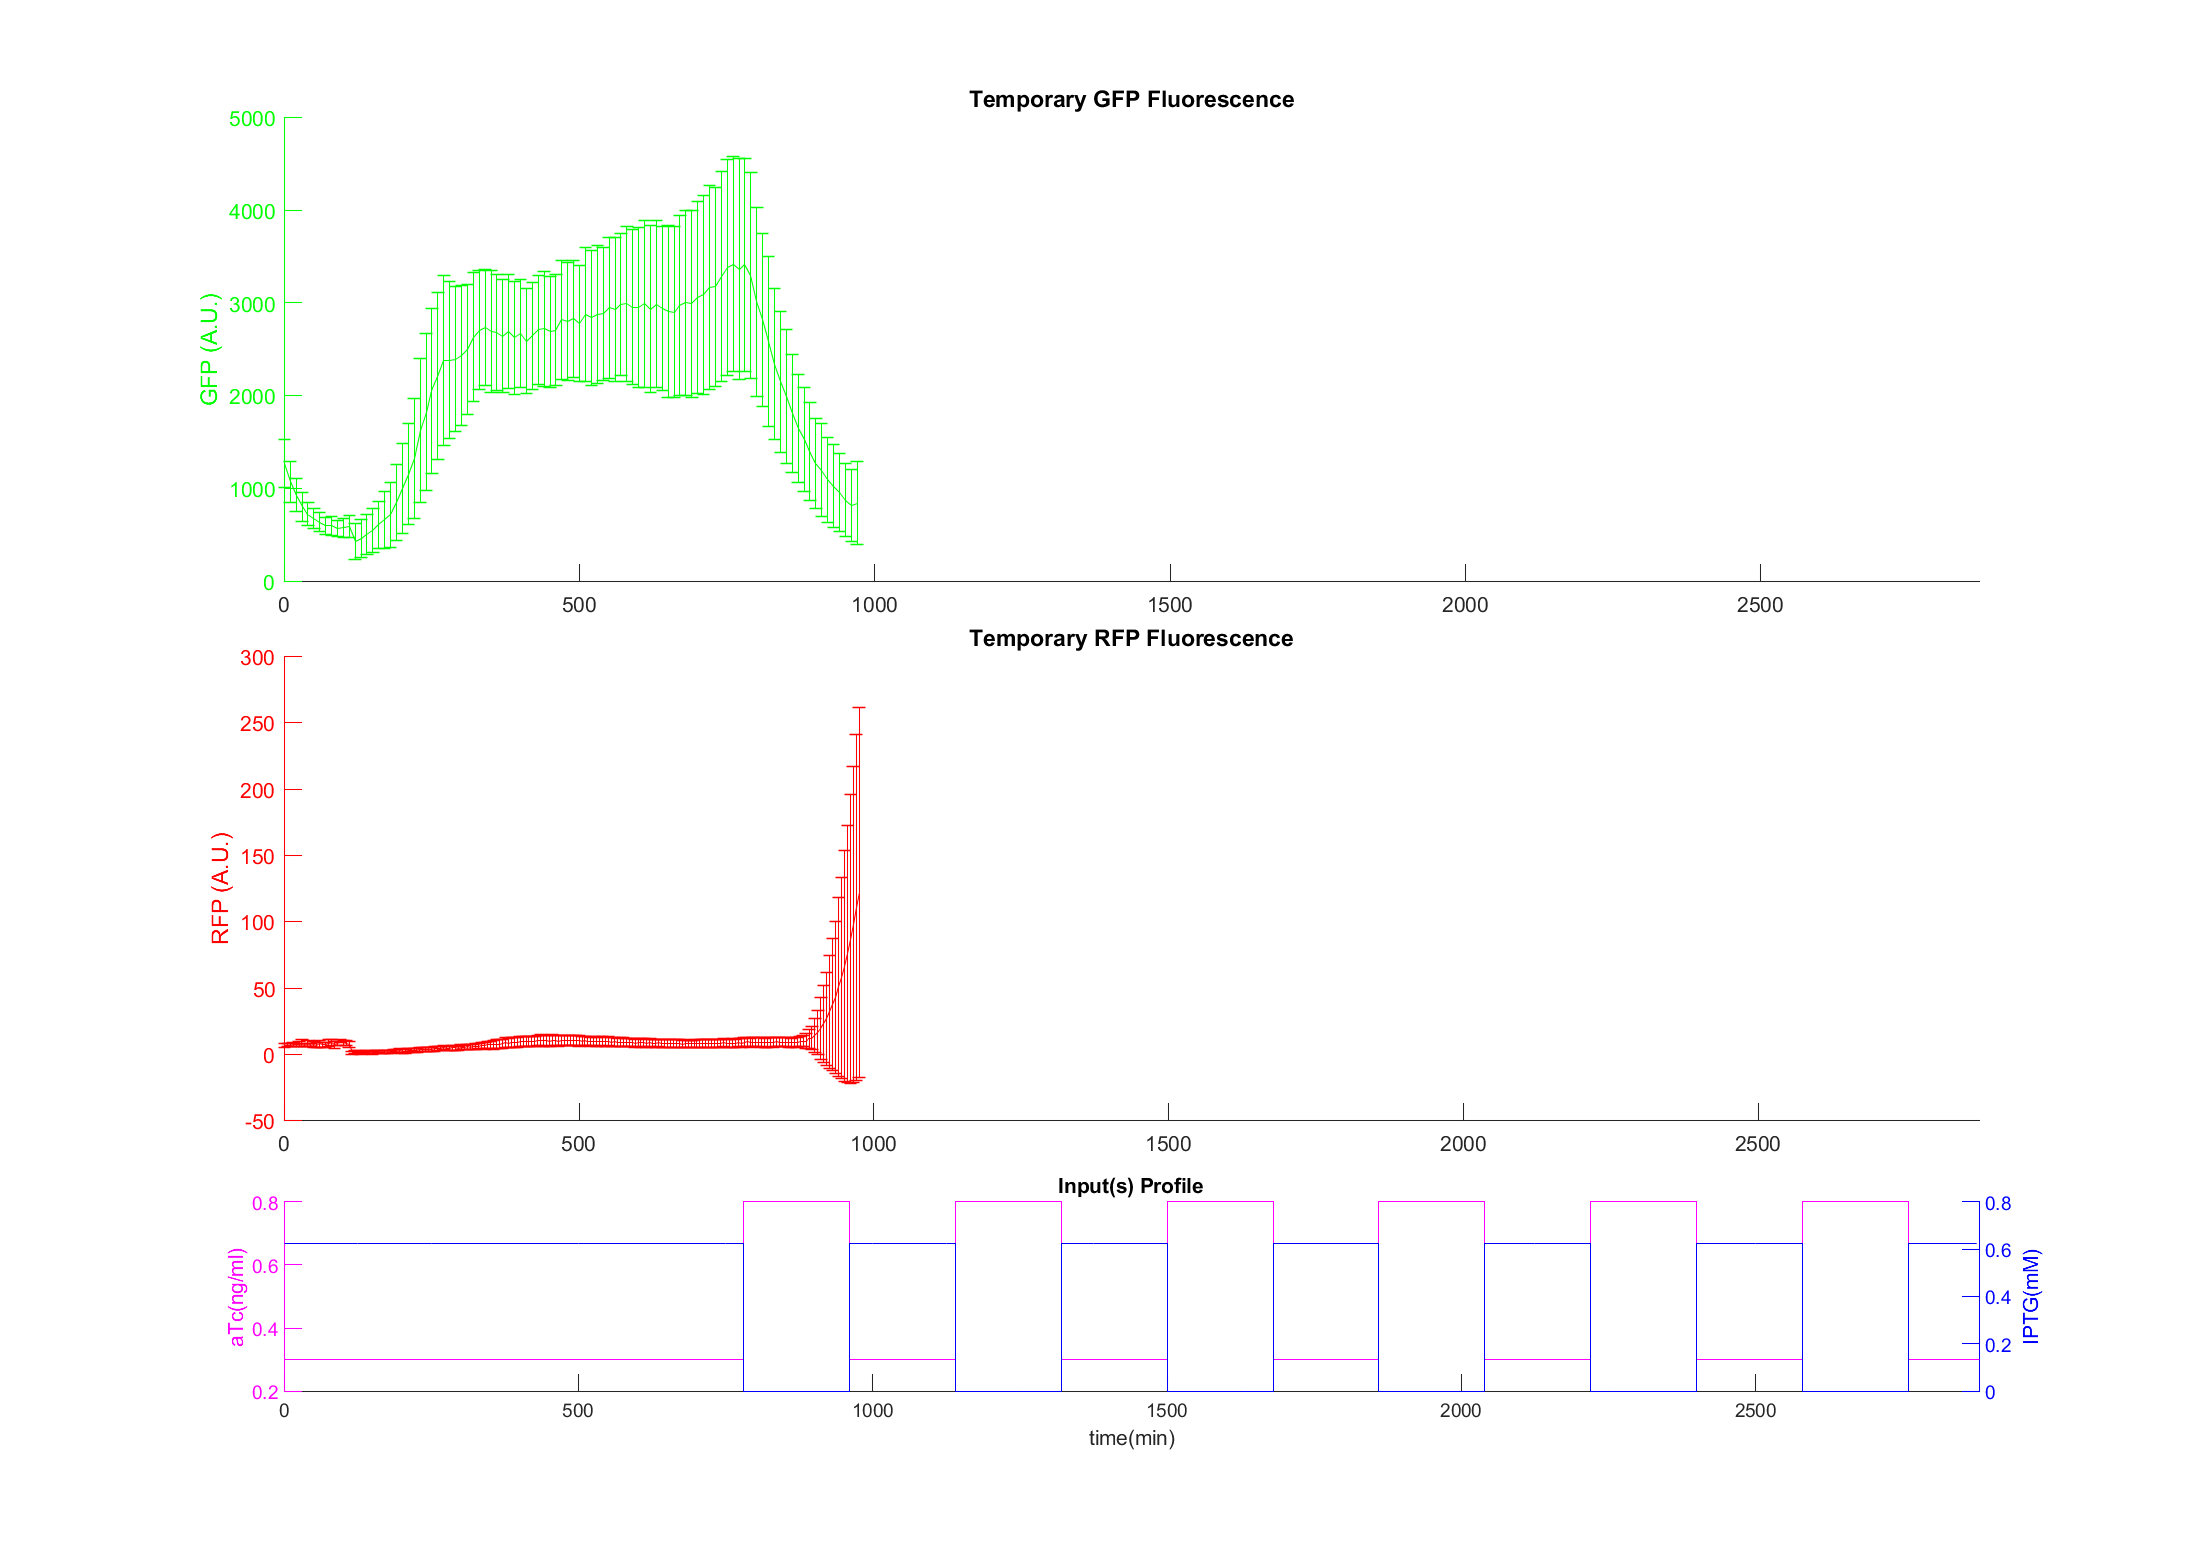 Temporary GFP Fluorescence
5000
4000
3000
2000
1000
0
GFP (A.U.)
0 500 1000 1500 2000 2500
Temporary RFP Fluorescence
300
250
200
150
100
50
0
-50
RFP (A.U.)
0 500 1000 1500 2000 2500
Input(s) Profile
0.8
0.6
0.4
0.2
aTc(ng/ml)
0.8
0.6
0.4
0.2
0
IPTG(mM)
0 500 1000 1500 2000 2500
time(min)